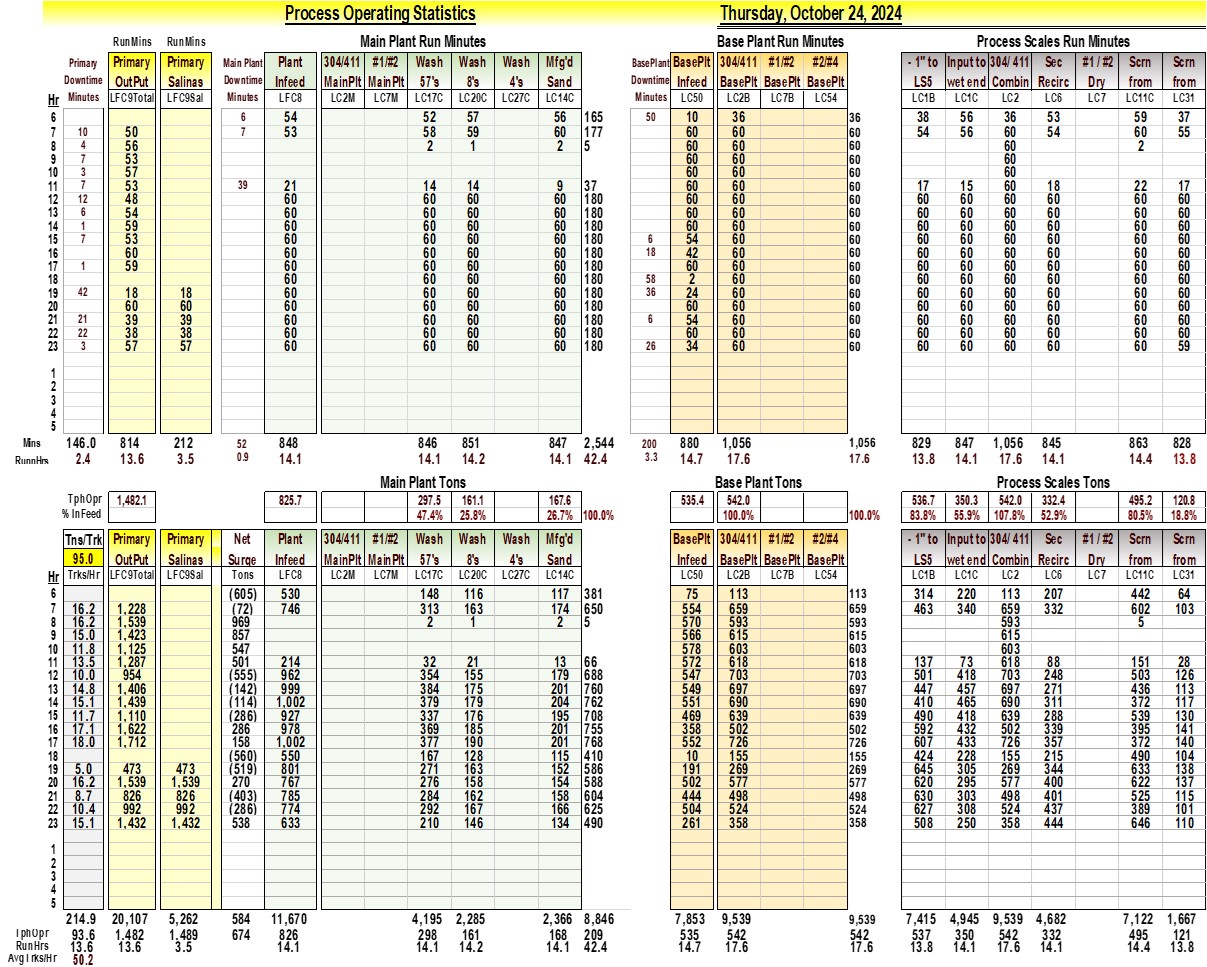 Process Operating Statistics Thursday, October 24, 2024
RunMins RunMins Main Plant Run Minutes Base Plant Run Minutes Process Scales Run Minutes
Primary Primary Primary Main Plant Plant 304/411 #1/#2 Wash Wash Wash Mfg'd BasePlant BasePlt 304/411 #1/#2 #2/#4 - 1" to Input to 304/ 411 Sec #1 / #2 Scrn Scrn
Downtime OutPut Salinas Downtime Infeed MainPlt MainPlt 57's 8's 4's Sand Downtime Infeed BasePlt BasePlt BasePlt LS5 wet end Combin Recirc Dry from from
Hr Minutes LFC9Total LFC9Sal Minutes LFC8 LC2M LC7M LC17C LC20C LC27C LC14C Minutes LC50 LC2B LC7B LC54 LC1B LC1C LC2 LC6 LC7 LC11C LC31
6 6 54 52 57 56 165 50 10 36 36 38 56 36 53 59 37
7 10 50 7 53 58 59 60 177 60 60 60 54 56 60 54 60 55
8 4 56 2 1 2 5 60 60 60 60 2
9 7 53 60 60 60 60
10 3 57 60 60 60 60
11 7 53 39 21 14 14 9 37 60 60 60 17 15 60 18 22 17
12 12 48 60 60 60 60 180 60 60 60 60 60 60 60 60 60
13 6 54 60 60 60 60 180 60 60 60 60 60 60 60 60 60
14 1 59 60 60 60 60 180 60 60 60 60 60 60 60 60 60
15 7 53 60 60 60 60 180 6 54 60 60 60 60 60 60 60 60
16 60 60 60 60 60 180 18 42 60 60 60 60 60 60 60 60
17 1 59 60 60 60 60 180 60 60 60 60 60 60 60 60 60
18 60 60 60 60 180 58 2 60 60 60 60 60 60 60 60
19 42 18 18 60 60 60 60 180 36 24 60 60 60 60 60 60 60 60
20 60 60 60 60 60 60 180 60 60 60 60 60 60 60 60 60
21 21 39 39 60 60 60 60 180 6 54 60 60 60 60 60 60 60 60
22 22 38 38 60 60 60 60 180 60 60 60 60 60 60 60 60 60
23 3 57 57 60 60 60 60 180 26 34 60 60 60 60 60 60 60 59
1
2
3
4
5
Mins 146.0 814 212 52 848 846 851 847 2,544 200 880 1,056 1,056 829 847 1,056 845 863 828
RunnHrs 2.4 13.6 3.5 0.9 14.1 14.1 14.2 14.1 42.4 3.3 14.7 17.6 17.6 13.8 14.1 17.6 14.1 14.4 13.8
Main Plant Tons Base Plant Tons Process Scales Tons
TphOpr 1,482.1 825.7 297.5 161.1 167.6 535.4 542.0 536.7 350.3 542.0 332.4 495.2 120.8
% InFeed 47.4% 25.8% 26.7% 100.0% 100.0% 100.0% 83.8% 55.9% 107.8% 52.9% 80.5% 18.8%
Tns/Trk Primary Primary Net Plant 304/411 #1/#2 Wash Wash Wash Mfg'd BasePlt 304/411 #1/#2 #2/#4 - 1" to Input to 304/ 411 Sec #1 / #2 Scrn Scrn
95.0 OutPut Salinas Surge Infeed MainPlt MainPlt 57's 8's 4's Sand Infeed BasePlt BasePlt BasePlt LS5 wet end Combin Recirc Dry from from
Hr Trks/Hr LFC9Total LFC9Sal Tons LFC8 LC2M LC7M LC17C LC20C LC27C LC14C LC50 LC2B LC7B LC54 LC1B LC1C LC2 LC6 LC7 LC11C LC31
6 (605) 530 148 116 117 381 75 113 113 314 220 113 207 442 64
7 16.2 1,228 (72) 746 313 163 174 650 554 659 659 463 340 659 332 602 103
8 16.2 1,539 969 2 1 2 5 570 593 593 593 5
9 15.0 1,423 857 566 615 615 615
10 11.8 1,125 547 578 603 603 603
11 13.5 1,287 501 214 32 21 13 66 572 618 618 137 73 618 88 151 28
12 10.0 954 (555) 962 354 155 179 688 547 703 703 501 418 703 248 503 126
13 14.8 1,406 (142) 999 384 175 201 760 549 697 697 447 457 697 271 436 113
14 15.1 1,439 (114) 1,002 379 179 204 762 551 690 690 410 465 690 311 372 117
15 11.7 1,110 (286) 927 337 176 195 708 469 639 639 490 418 639 288 539 130
16 17.1 1,622 286 978 369 185 201 755 358 502 502 592 432 502 339 395 141
17 18.0 1,712 158 1,002 377 190 201 768 552 726 726 607 433 726 357 372 140
18 (560) 550 167 128 115 410 10 155 155 424 228 155 215 490 104
19 5.0 473 473 (519) 801 271 163 152 586 191 269 269 645 305 269 344 633 138
20 16.2 1,539 1,539 270 767 276 158 154 588 502 577 577 620 295 577 400 622 137
21 8.7 826 826 (403) 785 284 162 158 604 444 498 498 630 303 498 401 525 115
22 10.4 992 992 (286) 774 292 167 166 625 504 524 524 627 308 524 437 389 101
23 15.1 1,432 1,432 538 633 210 146 134 490 261 358 358 508 250 358 444 646 110
1
2
3
4
5
214.9 20,107 5,262 584 11,670 4,195 2,285 2,366 8,846 7,853 9,539 9,539 7,415 4,945 9,539 4,682 7,122 1,667
TphOpr 93.6 1,482 1,489 674 826 298 161 168 209 535 542 542 537 350 542 332 495 121
RunHrs 13.6 13.6 3.5 14.1 14.1 14.2 14.1 42.4 14.7 17.6 17.6 13.8 14.1 17.6 14.1 14.4 13.8
AvgTrks/Hr 50.2